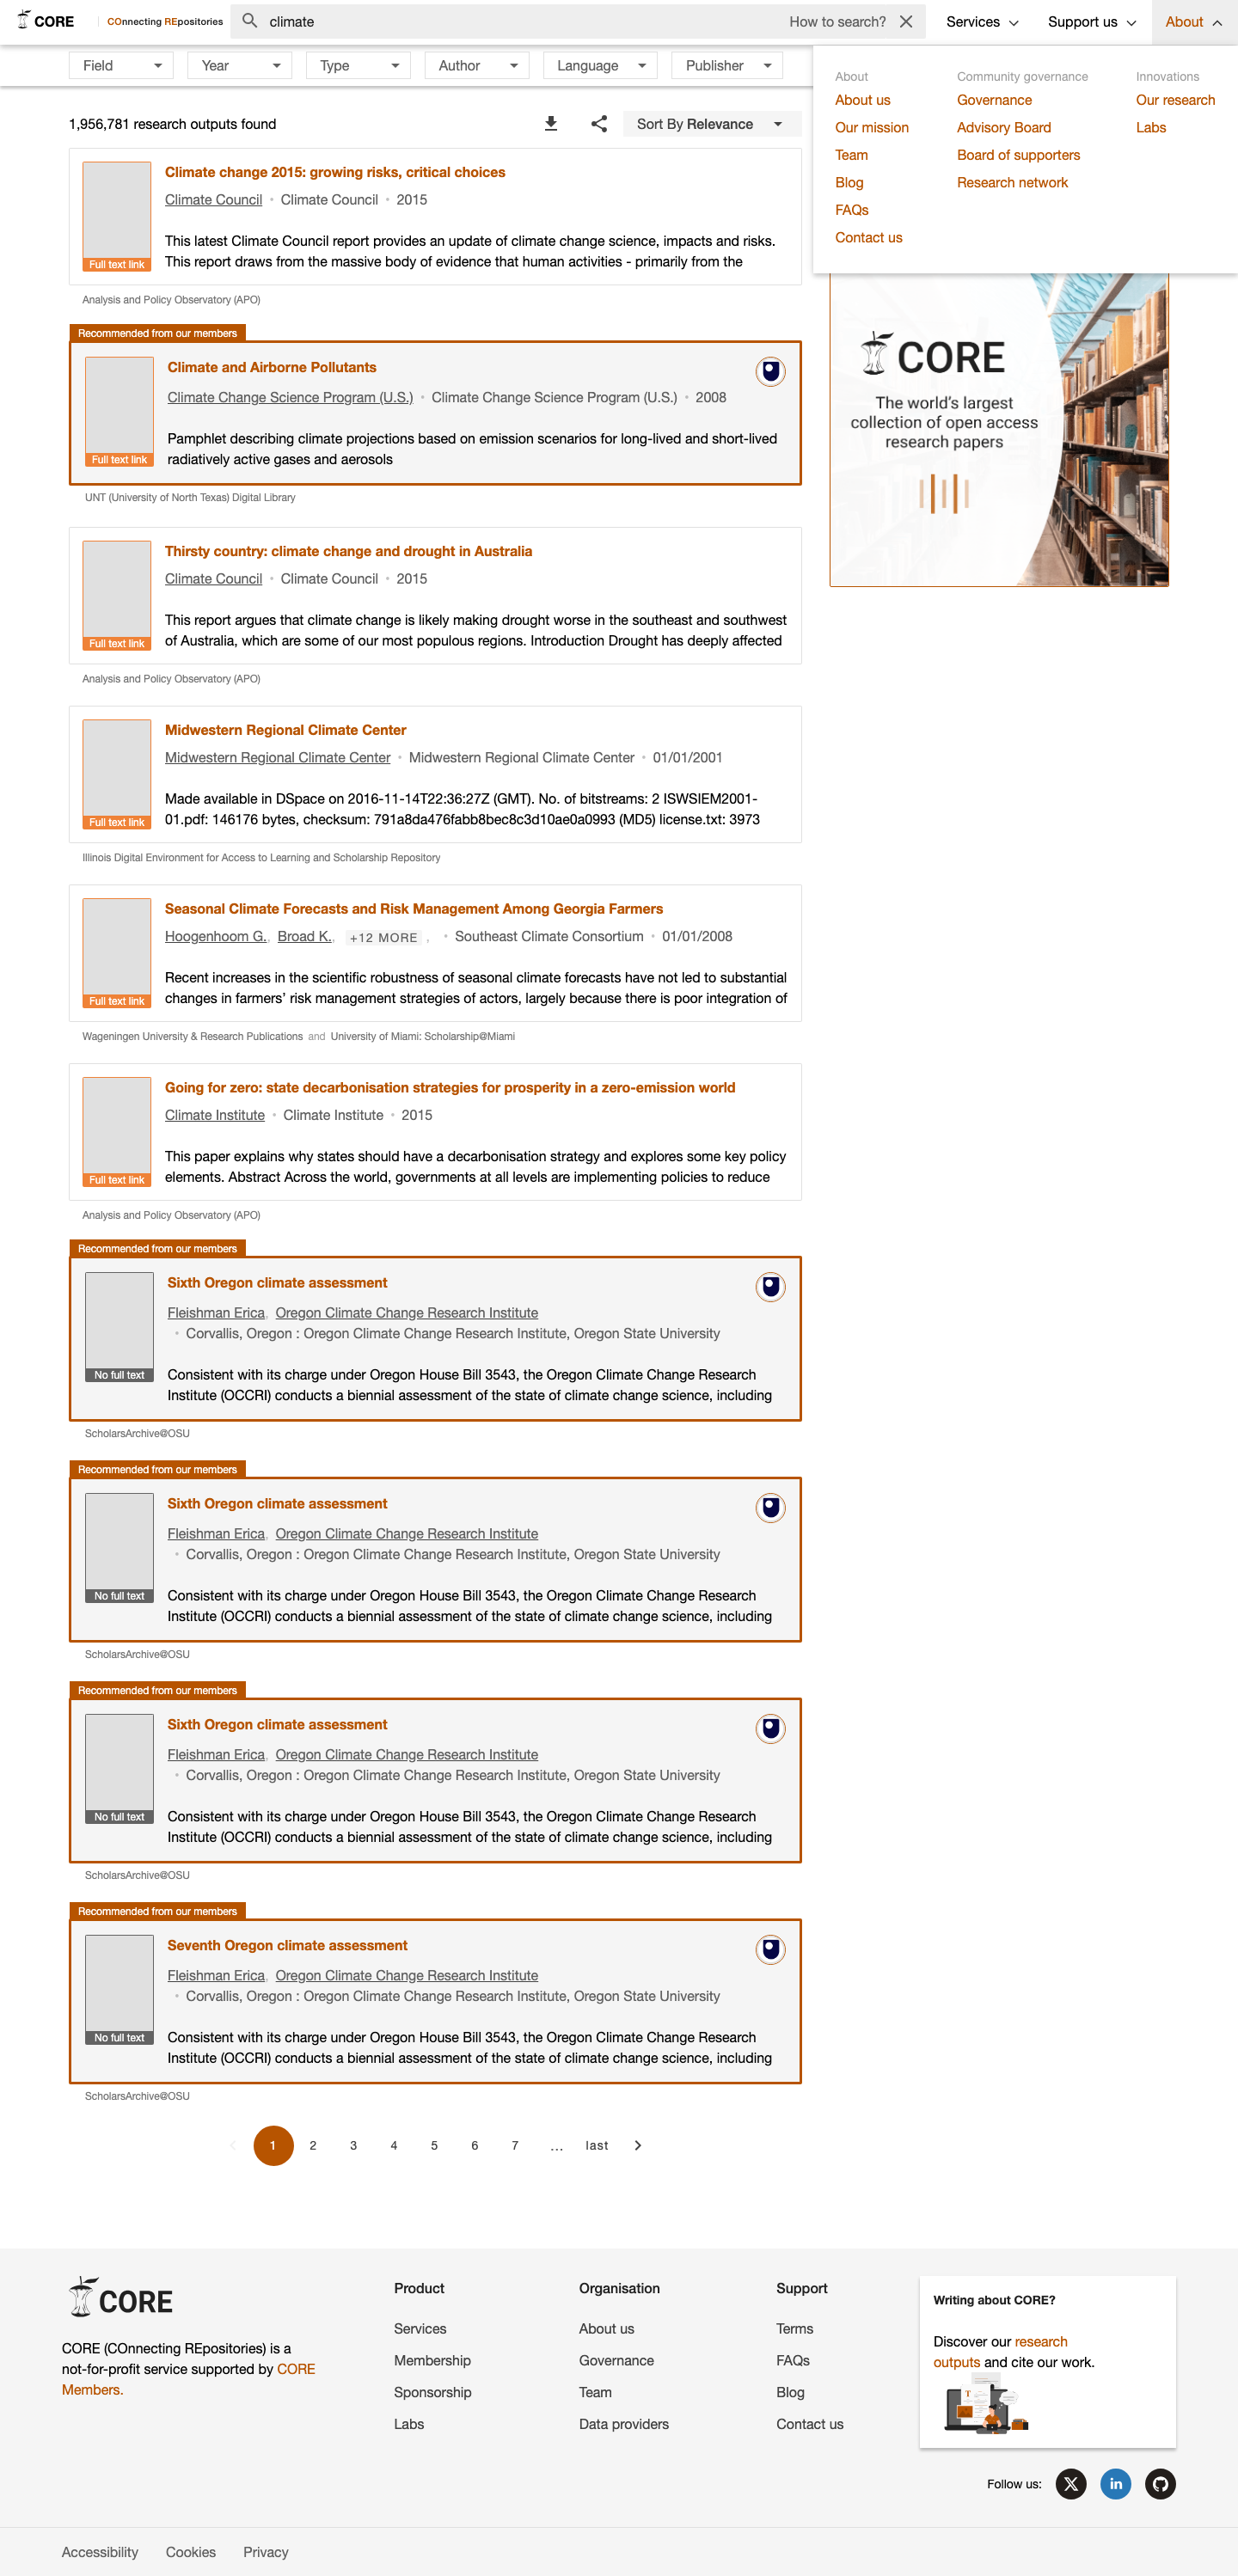 CORE
COnnecting REpositories
climate
How to search?
Services
Support us
About
Field
Year
Type
Author
Language
Publisher
About
About us
Our mission
Team
Blog
FAQs
Contact us
Community governance
Governance
Advisory Board
Board of supporters
Research network
Innovations
Our research
Labs
1,956,781 research outputs found
Sort By Relevance
Climate change 2015: growing risks, critical choices
Climate Council • Climate Council • 2015
This latest Climate Council report provides an update of climate change science, impacts and risks.
This report draws from the massive body of evidence that human activities - primarily from the
Full text link
Analysis and Policy Observatory (APO)
CORE
The world's largest
collection of open access
research papers
Recommended from our members
Climate and Airborne Pollutants
Climate Change Science Program (U.S.) • Climate Change Science Program (U.S.) • 2008
Pamphlet describing climate projections based on emission scenarios for long-lived and short-lived
radiatively active gases and aerosols
Full text link
UNT (University of North Texas) Digital Library
Thirsty country: climate change and drought in Australia
Climate Council • Climate Council • 2015
This report argues that climate change is likely making drought worse in the southeast and southwest
of Australia, which are some of our most populous regions. Introduction Drought has deeply affected
Full text link
Analysis and Policy Observatory (APO)
Midwestern Regional Climate Center
Midwestern Regional Climate Center • Midwestern Regional Climate Center • 01/01/2001
Made available in DSpace on 2016-11-14T22:36:27Z (GMT). No. of bitstreams: 2 ISWSIEM2001-
01.pdf: 146176 bytes, checksum: 791a8da476fabb8bec8c3d10ae0a0993 (MD5) license.txt: 3973
Full text link
Illinois Digital Environment for Access to Learning and Scholarship Repository
Seasonal Climate Forecasts and Risk Management Among Georgia Farmers
Hoogenhoom G., Broad K., +12 MORE , • Southeast Climate Consortium • 01/01/2008
Recent increases in the scientific robustness of seasonal climate forecasts have not led to substantial
changes in farmers’ risk management strategies of actors, largely because there is poor integration of
Full text link
Wageningen University & Research Publications and University of Miami: Scholarship@Miami
Going for zero: state decarbonisation strategies for prosperity in a zero-emission world
Climate Institute • Climate Institute • 2015
This paper explains why states should have a decarbonisation strategy and explores some key policy
elements. Abstract Across the world, governments at all levels are implementing policies to reduce
Full text link
Analysis and Policy Observatory (APO)
Recommended from our members
Sixth Oregon climate assessment
Fleishman Erica, Oregon Climate Change Research Institute
• Corvallis, Oregon : Oregon Climate Change Research Institute, Oregon State University
Consistent with its charge under Oregon House Bill 3543, the Oregon Climate Change Research
Institute (OCCRI) conducts a biennial assessment of the state of climate change science, including
No full text
ScholarsArchive@OSU
Recommended from our members
Sixth Oregon climate assessment
Fleishman Erica, Oregon Climate Change Research Institute
• Corvallis, Oregon : Oregon Climate Change Research Institute, Oregon State University
Consistent with its charge under Oregon House Bill 3543, the Oregon Climate Change Research
Institute (OCCRI) conducts a biennial assessment of the state of climate change science, including
No full text
ScholarsArchive@OSU
Recommended from our members
Sixth Oregon climate assessment
Fleishman Erica, Oregon Climate Change Research Institute
• Corvallis, Oregon : Oregon Climate Change Research Institute, Oregon State University
Consistent with its charge under Oregon House Bill 3543, the Oregon Climate Change Research
Institute (OCCRI) conducts a biennial assessment of the state of climate change science, including
No full text
ScholarsArchive@OSU
Recommended from our members
Seventh Oregon climate assessment
Fleishman Erica, Oregon Climate Change Research Institute
• Corvallis, Oregon : Oregon Climate Change Research Institute, Oregon State University
Consistent with its charge under Oregon House Bill 3543, the Oregon Climate Change Research
Institute (OCCRI) conducts a biennial assessment of the state of climate change science, including
No full text
ScholarsArchive@OSU
1 2 3 4 5 6 7 ... last
CORE
CORE (COnnecting REpositories) is a
not-for-profit service supported by CORE
Members.
Product
Services
Membership
Sponsorship
Labs
Organisation
About us
Governance
Team
Data providers
Support
Terms
FAQs
Blog
Contact us
Writing about CORE?
Discover our research
outputs and cite our work.
Follow us:
Accessibility
Cookies
Privacy